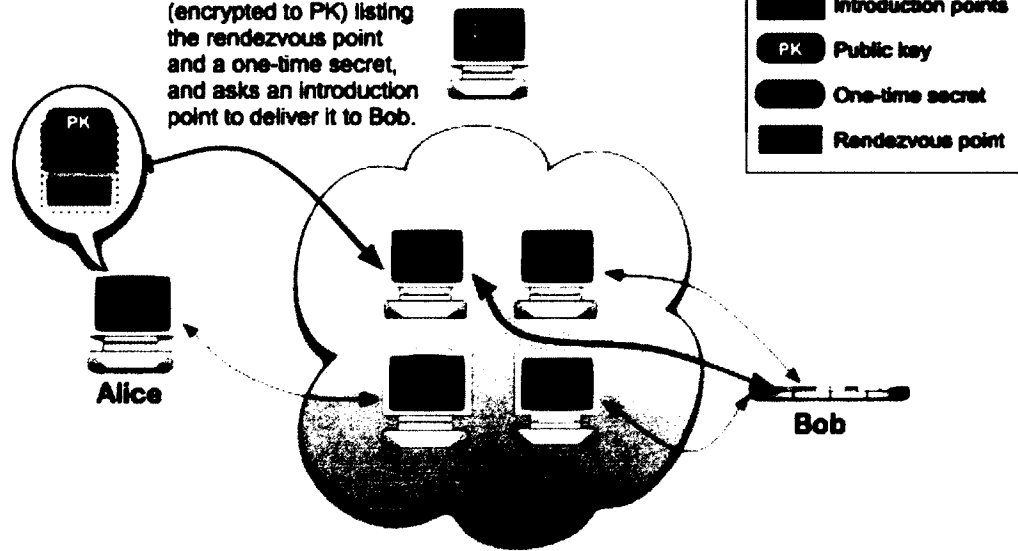 (encrypted to PK) listing
the rendezvous point
and a one-time secret,
and asks an introduction
point to deliver it to Bob.
Introduction points
PK Public key
One-time secret
Rendezvous point
PK
Alice
Bob